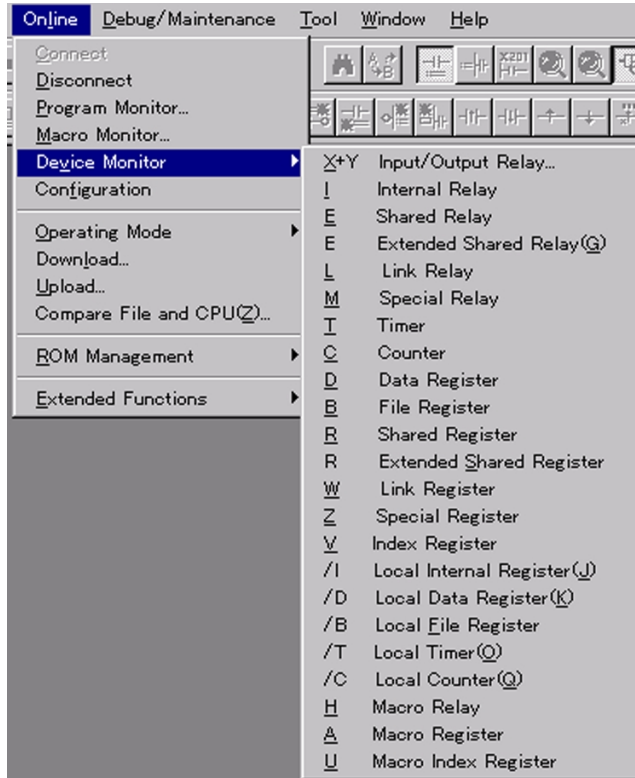 Online Debug/Maintenance Tool Window Help
Connect
Disconnect
Program Monitor...
Macro Monitor...
Device Monitor
Configuration
Operating Mode
Download...
Upload...
Compare File and CPU(Z)...
ROM Management
Extended Functions
X+Y Input/Output Relay...
I Internal Relay
E Shared Relay
E Extended Shared Relay(G)
L Link Relay
M Special Relay
T Timer
C Counter
D Data Register
B File Register
R Shared Register
R Extended Shared Register
W Link Register
Z Special Register
V Index Register
/I Local Internal Register(J)
/D Local Data Register(K)
/B Local File Register
/T Local Timer(O)
/C Local Counter(Q)
H Macro Relay
A Macro Register
U Macro Index Register
X201